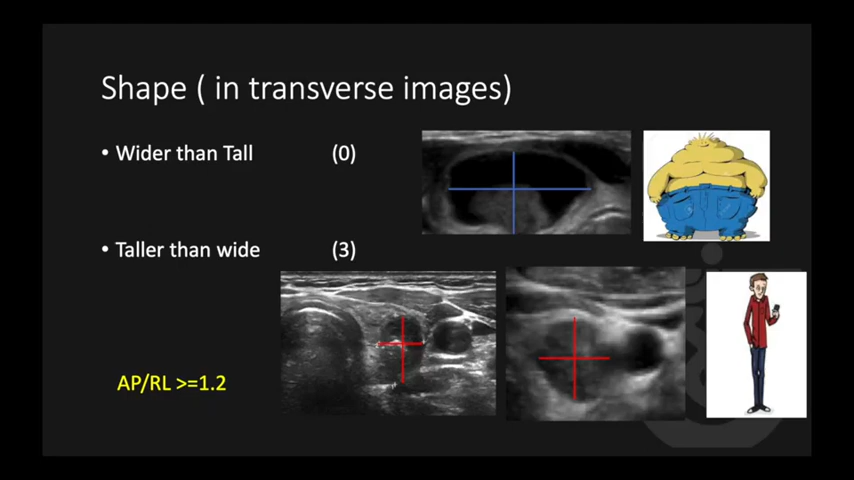 Shape ( in transverse images)
• Wider than Tall (0)
• Taller than wide (3)
AP/RL >=1.2